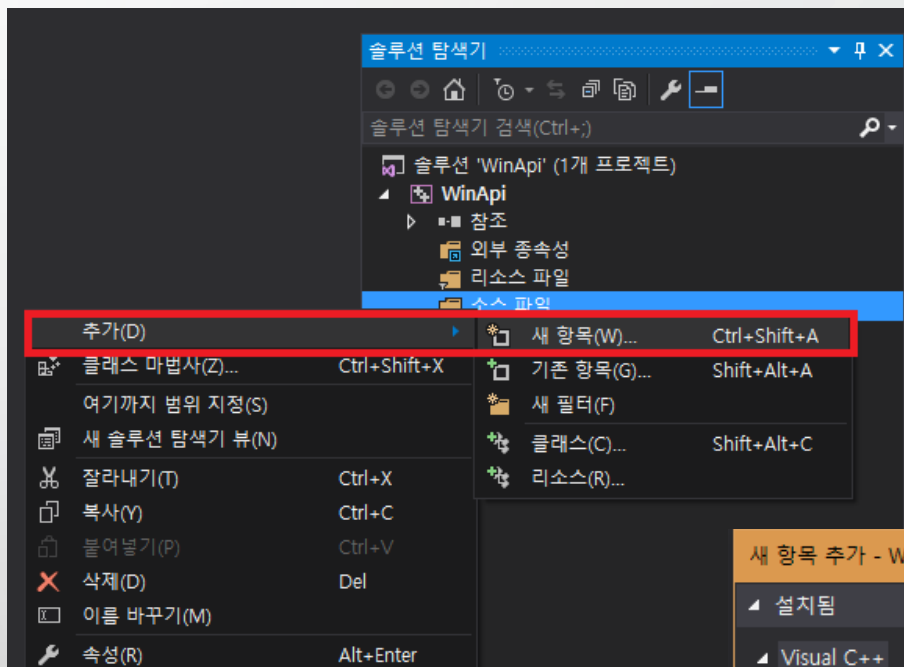 솔루션 탐색기
솔루션 탐색기 검색(Ctrl+;)
솔루션 'WinApi' (1개 프로젝트)
WinApi
참조
외부 종속성
리소스 파일
소스 파일
추가(D)
클래스 마법사(Z)... Ctrl+Shift+X
여기까지 범위 지정(S)
새 솔루션 탐색기 뷰(N)
잘라내기(T) Ctrl+X
복사(Y) Ctrl+C
붙여넣기(P) Ctrl+V
삭제(D) Del
이름 바꾸기(M)
속성(R) Alt+Enter
새 항목(W)... Ctrl+Shift+A
기존 항목(G)... Shift+Alt+A
새 필터(F)
클래스(C)... Shift+Alt+C
리소스(R)...
새 항목 추가 - W
설치됨
Visual C++